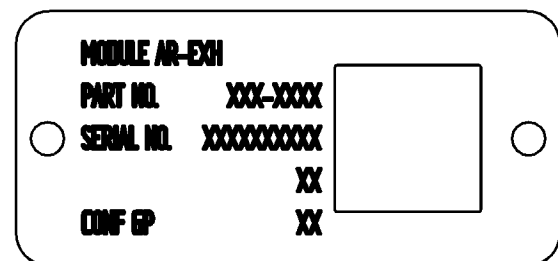 MODULE AR-EXH
PART NO. XXX-XXXX
SERIAL NO. XXXXXXXXXX
XX
CONF GP XX